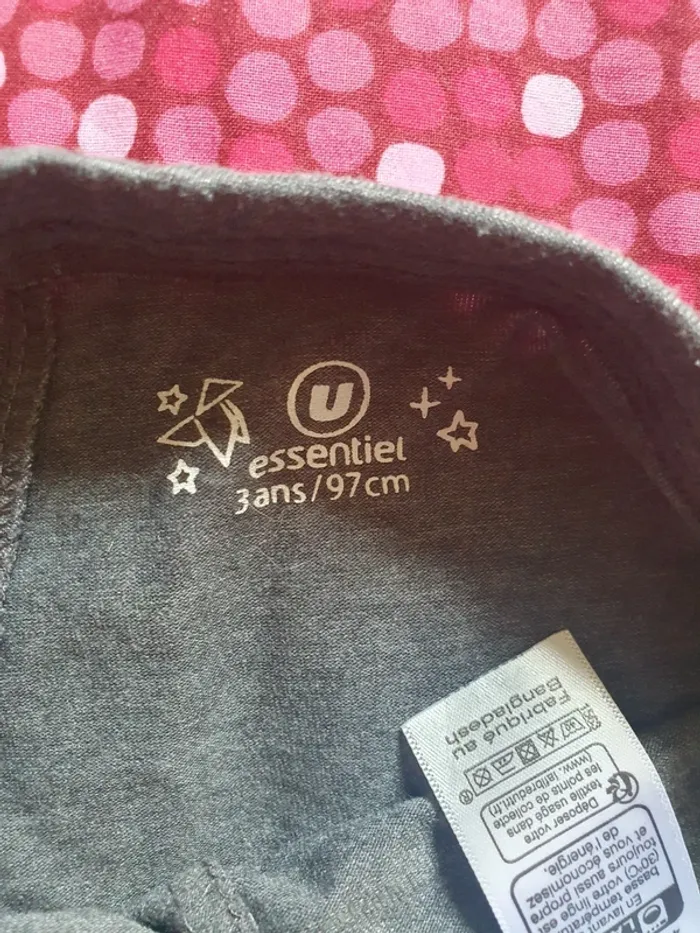 U
essentiel
3ans/97cm
Fabriqué au
Bangladesh
Déposer votre
textile usagé dans
les points de collecte
(www.lafibredutri.fr)
En lavant
basse température
(30°C) votre linge est
toujours aussi propre
et vous économisez
de l'énergie.